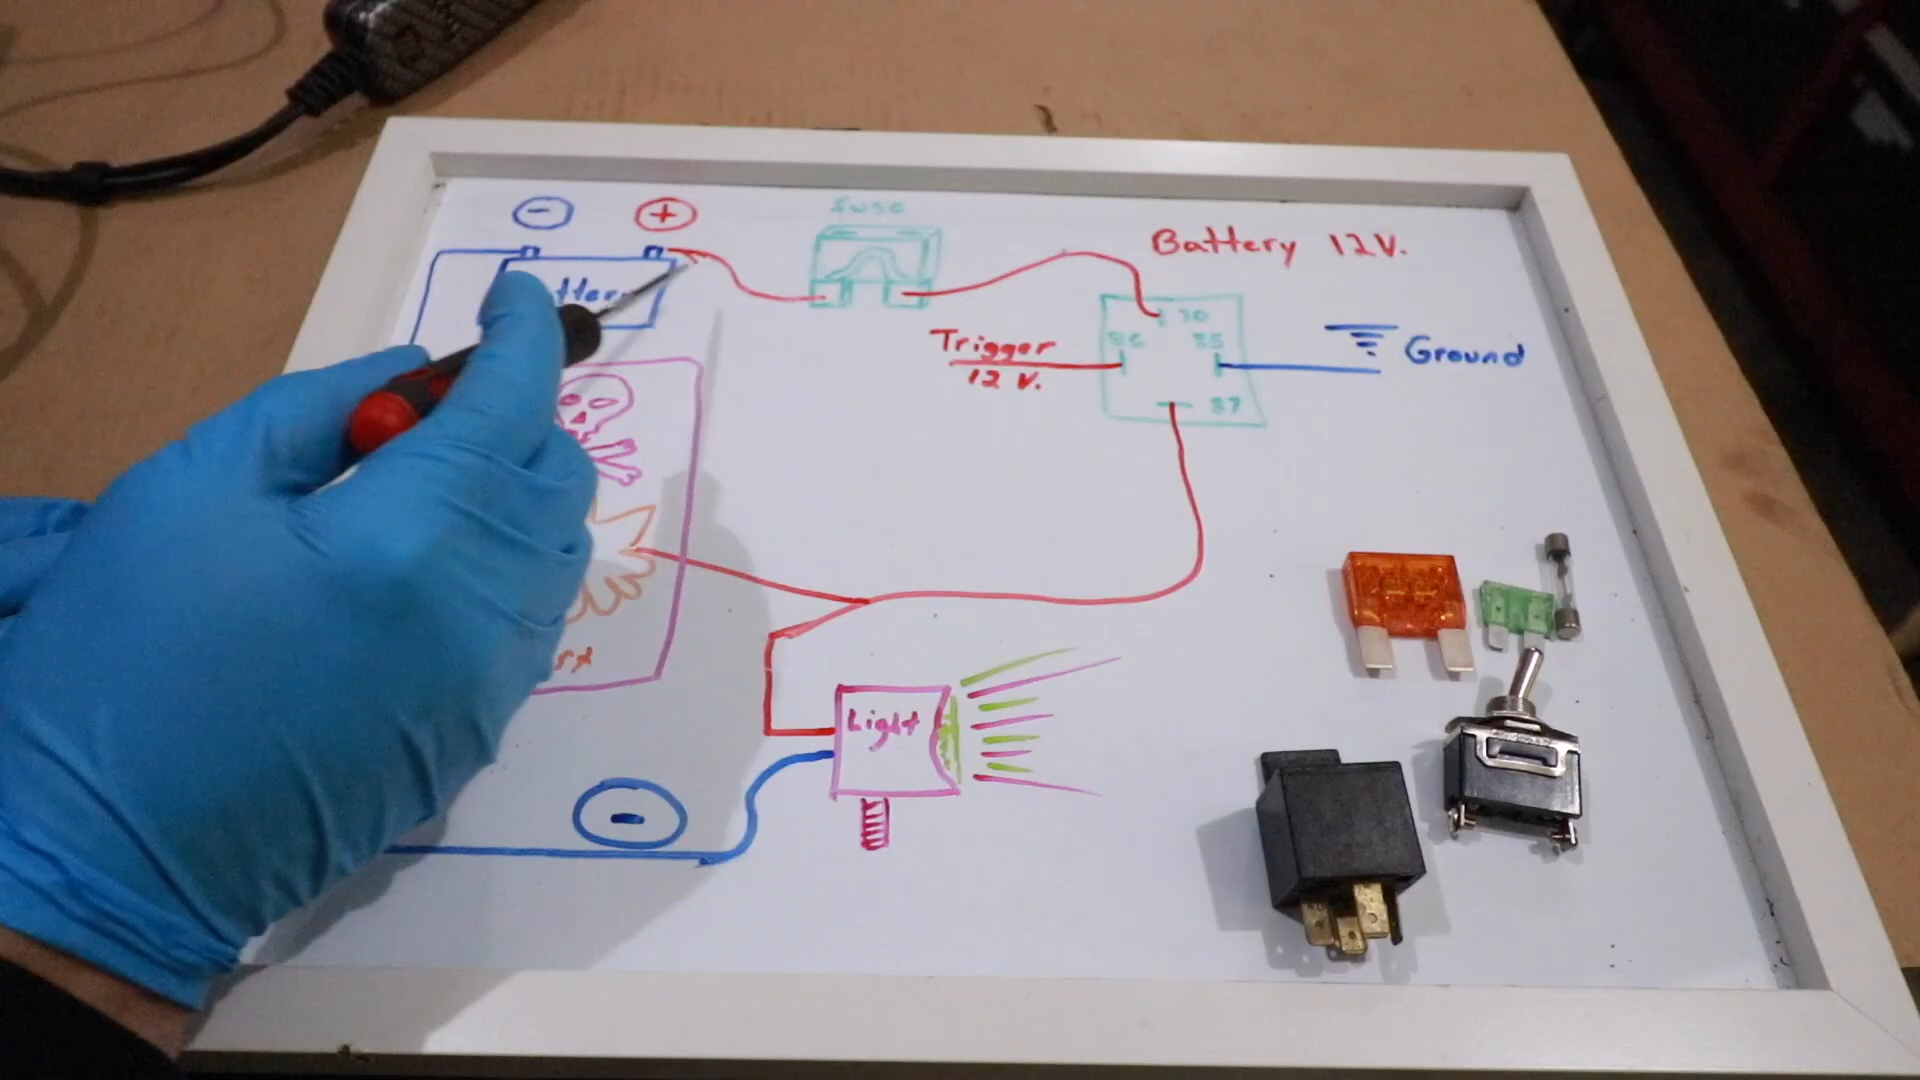 fuse
Battery 12V.
- +
30
86 85
Trigger
12 V.
Ground
87
Light
-